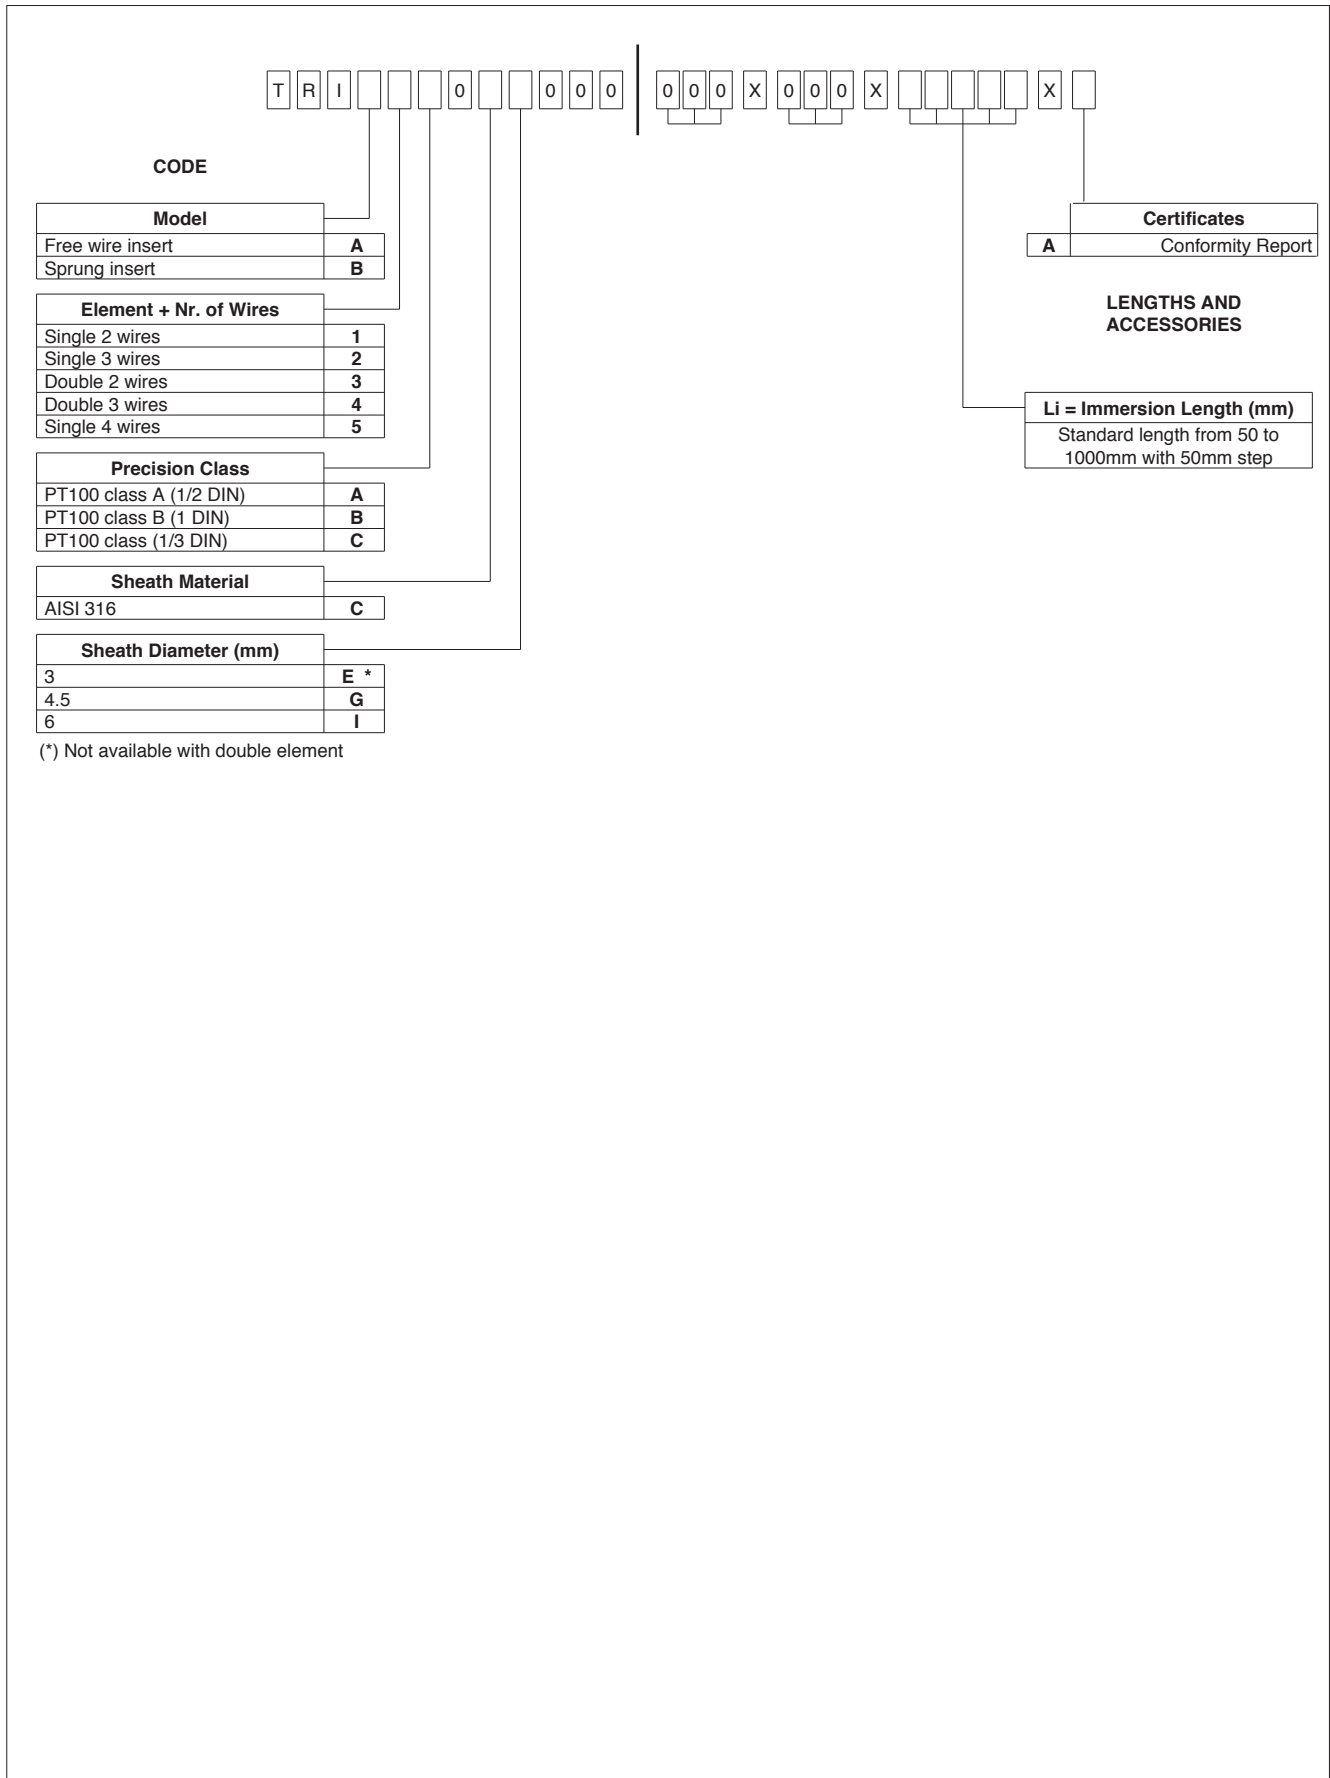 T R I 0 0 0 0 0 0 0 X 0 0 0 X X
CODE
Model
Free wire insert A
Sprung insert B
Element + Nr. of Wires
Single 2 wires 1
Single 3 wires 2
Double 2 wires 3
Double 3 wires 4
Single 4 wires 5
Precision Class
PT100 class A (1/2 DIN) A
PT100 class B (1 DIN) B
PT100 class (1/3 DIN) C
Sheath Material
AISI 316 C
Sheath Diameter (mm)
3 E *
4.5 G
6 I
(*) Not available with double element
Certificates
A Conformity Report
LENGTHS AND
ACCESSORIES
Li = Immersion Length (mm)
Standard length from 50 to
1000mm with 50mm step